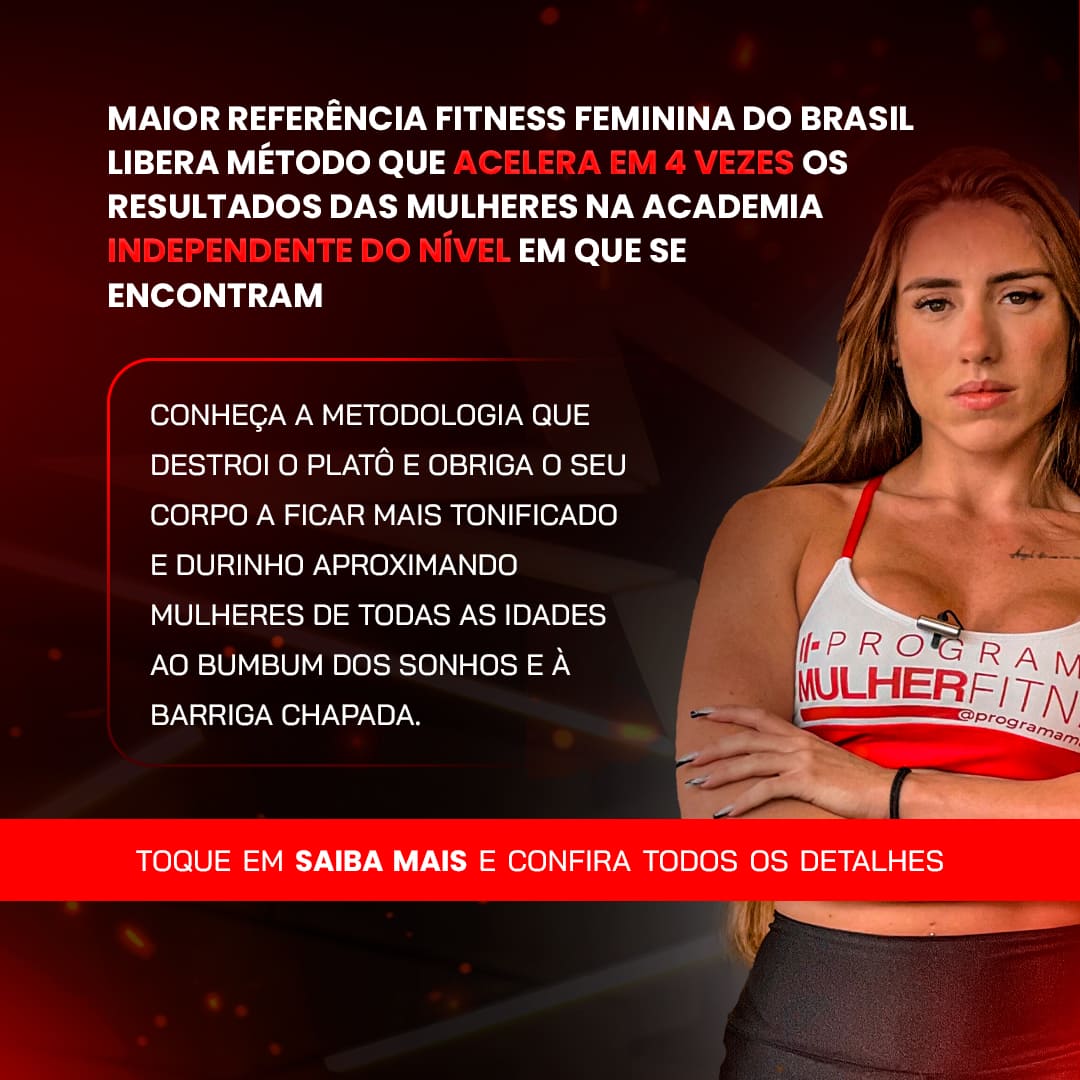 MAIOR REFERÊNCIA FITNESS FEMININA DO BRASIL
LIBERA MÉTODO QUE ACELERA EM 4 VEZES OS
RESULTADOS DAS MULHERES NA ACADEMIA
INDEPENDENTE DO NÍVEL EM QUE SE
ENCONTRAM
CONHEÇA A METODOLOGIA QUE
DESTROI O PLATÔ E OBRIGA O SEU
CORPO A FICAR MAIS TONIFICADO
E DURINHO APROXIMANDO
MULHERES DE TODAS AS IDADES
AO BUMBUM DOS SONHOS E À
BARRIGA CHAPADA.
PROGRAM
MULHERFITN
@programam
TOQUE EM SAIBA MAIS E CONFIRA TODOS OS DETALHES